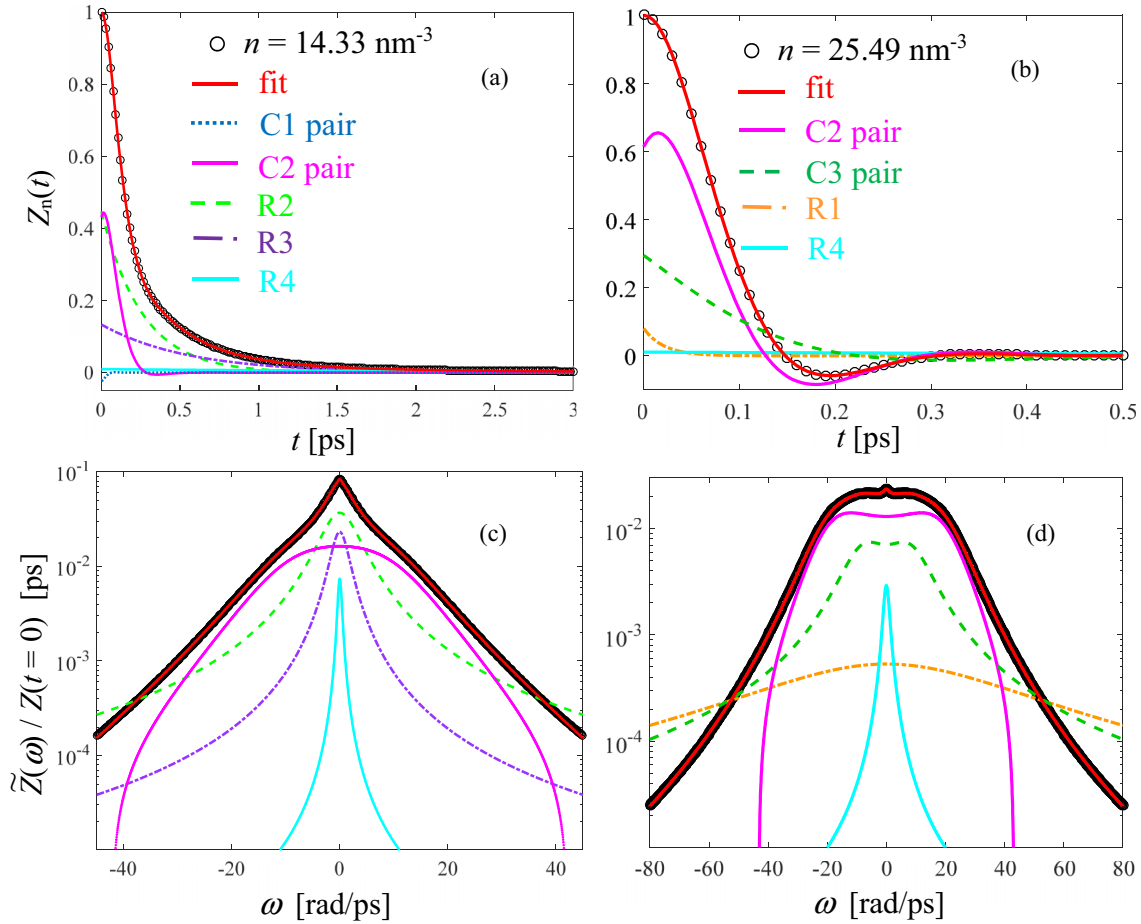 (a)
n = 14.33 nm⁻³
fit
C1 pair
C2 pair
R2
R3
R4
Zₙ(t)
1
0.8
0.6
0.4
0.2
0
0 0.5 1 1.5 2 2.5 3
t [ps]
(b)
n = 25.49 nm⁻³
fit
C2 pair
C3 pair
R1
R4
1
0.8
0.6
0.4
0.2
0
0 0.1 0.2 0.3 0.4 0.5
t [ps]
(c)
Z̃(ω) / Z(t = 0) [ps]
10⁻¹
10⁻²
10⁻³
10⁻⁴
-40 -20 0 20 40
ω [rad/ps]
(d)
10⁻²
10⁻³
10⁻⁴
-80 -60 -40 -20 0 20 40 60 80
ω [rad/ps]